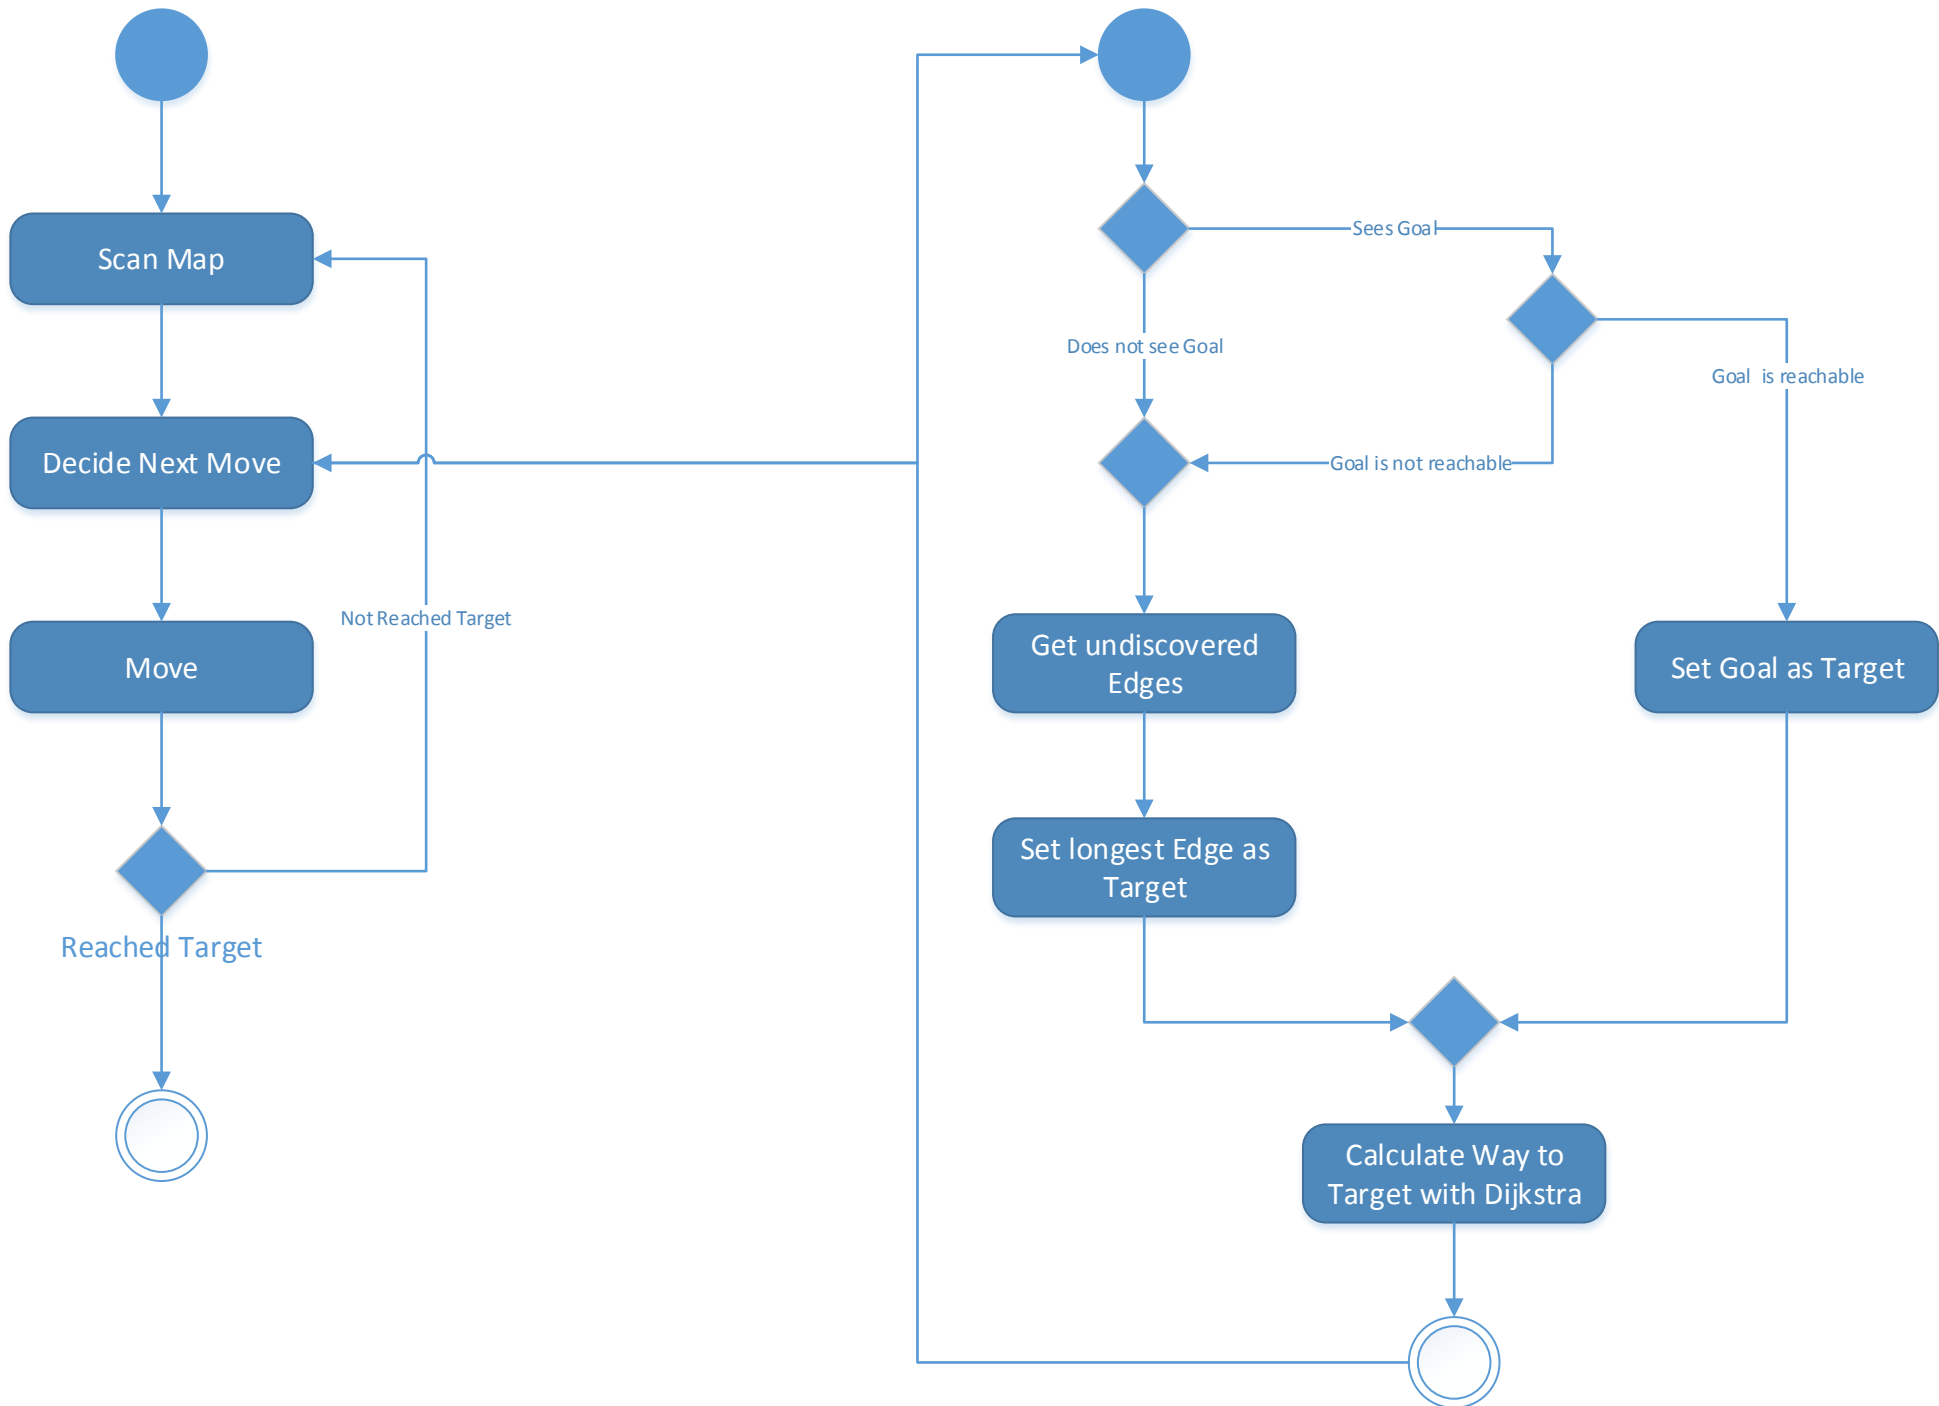 Scan Map
Decide Next Move
Move
Not Reached Target
Reached Target
Sees Goal
Does not see Goal
Goal is reachable
Goal is not reachable
Get undiscovered
Edges
Set Goal as Target
Set longest Edge as
Target
Calculate Way to
Target with Dijkstra